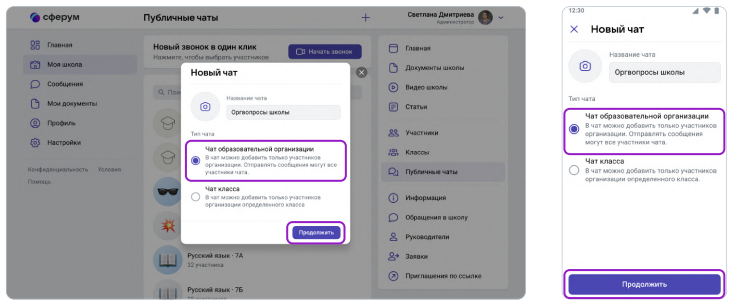 сферум
Публичные чаты
Светлана Дмитриева
Администратор
Главная
Моя школа
Сообщения
Мои документы
Профиль
Настройки
Конфиденциальность Условия
Помощь
Новый звонок в один клик
Нажмите, чтобы выбрать участников
Начать звонок
Новый чат
Название чата
Оргвопросы школы
Тип чата
Чат образовательной организации
В чат можно добавить только участников
организации. Отправлять сообщения могут все
участники чата.
Чат класса
В чат можно добавить только участников
организации определенного класса
Продолжить
Русский язык · 7А
32 участника
Русский язык · 7Б
Главная
Документы школы
Видео школы
Статьи
Участники
Классы
Публичные чаты
Информация
Обращения в школу
Руководители
Заявки
Приглашения по ссылке
12:30
Новый чат
Название чата
Оргвопросы школы
Тип чата
Чат образовательной организации
В чат можно добавить только участников
организации. Отправлять сообщения
могут все участники чата.
Чат класса
В чат можно добавить только участников
организации определенного класса.
Продолжить